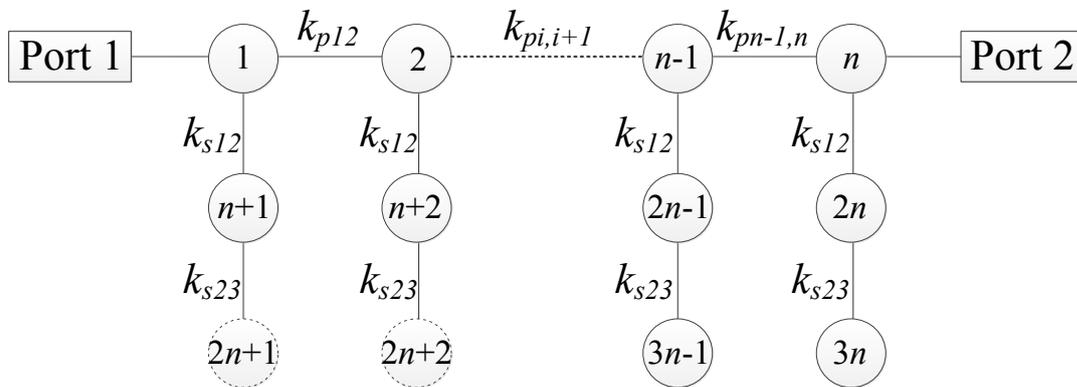 k_{p12} k_{pi,i+1} k_{pn-1,n}
Port 1 1 2 n-1 n Port 2
k_{s12} k_{s12} k_{s12} k_{s12}
n+1 n+2 2n-1 2n
k_{s23} k_{s23} k_{s23} k_{s23}
2n+1 2n+2 3n-1 3n